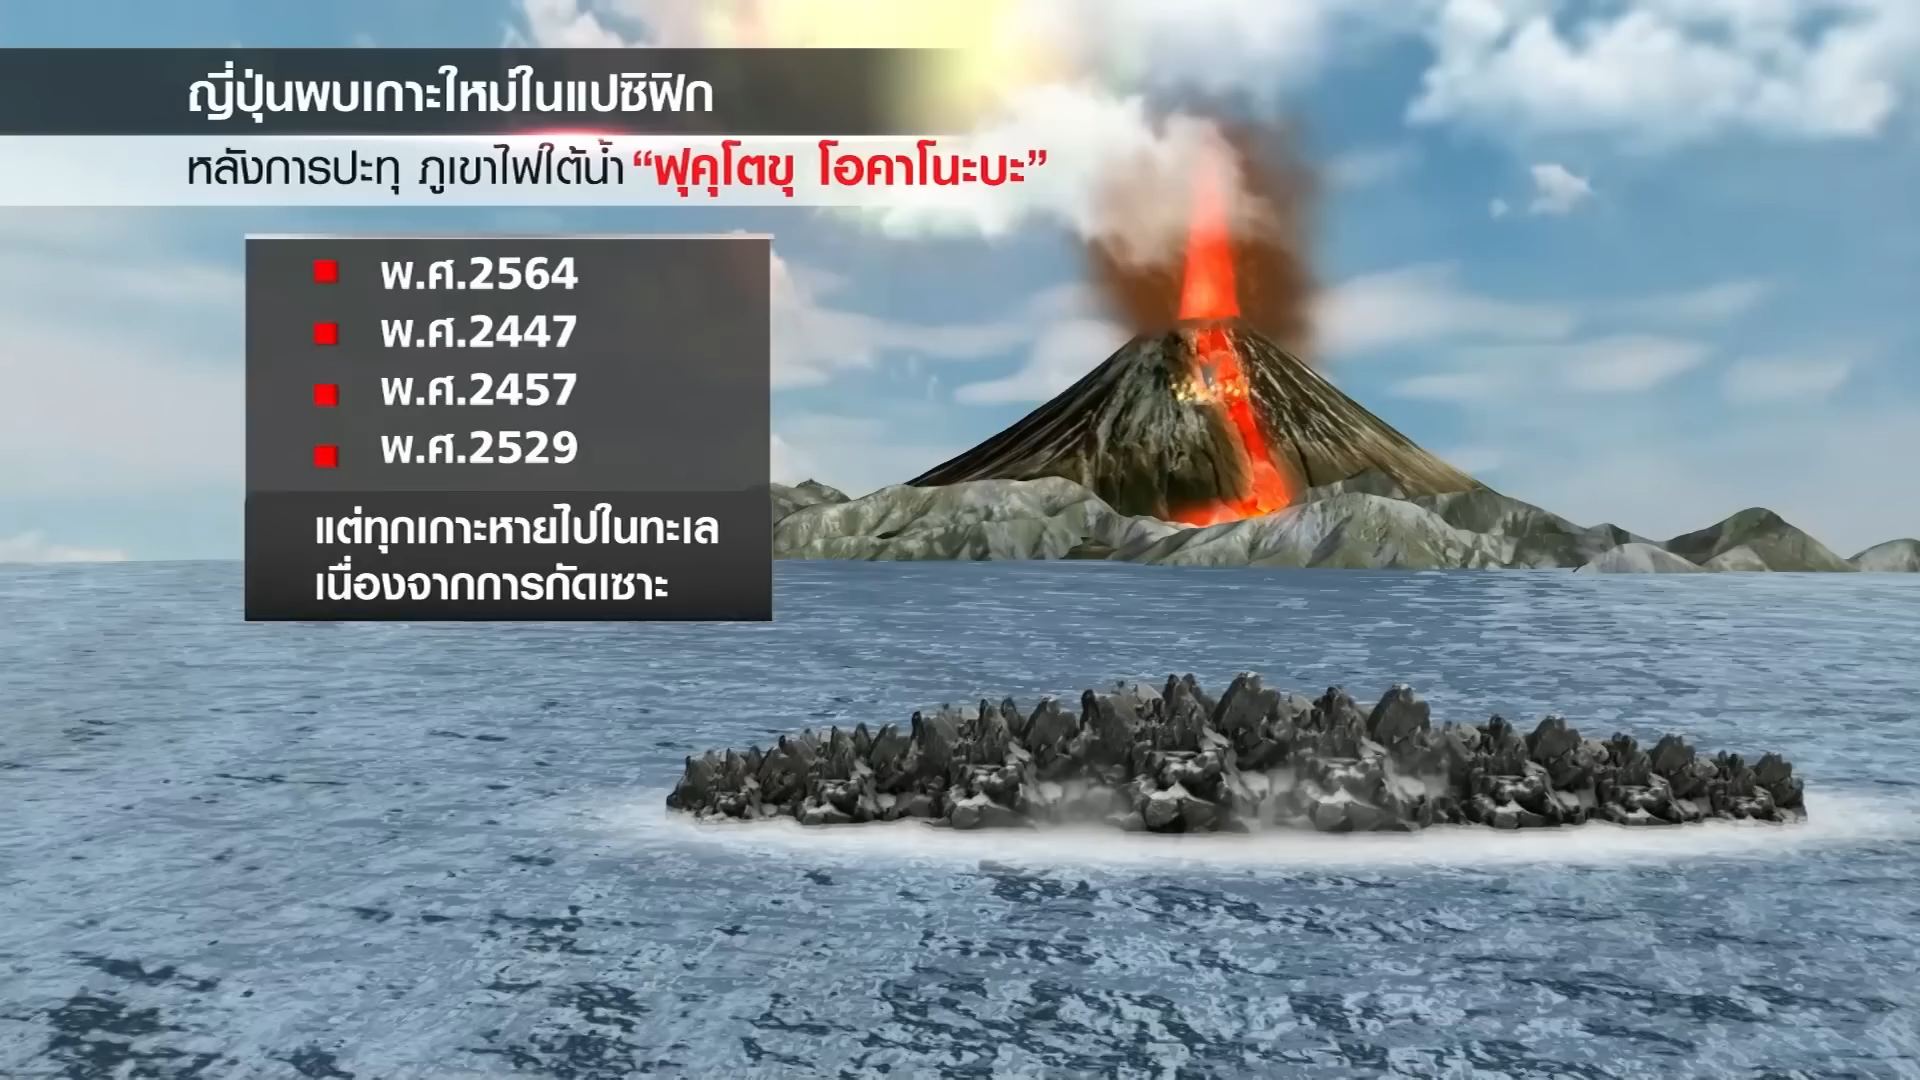 ญี่ปุ่นพบเกาะใหม่ในแปซิฟิก
หลังการปะทุ ภูเขาไฟใต้น้ำ “ฟุคุโตขุ โอคาโนะบะ”
พ.ศ.2564
พ.ศ.2447
พ.ศ.2457
พ.ศ.2529
แต่ทุกเกาะหายไปในทะเล
เนื่องจากการกัดเซาะ